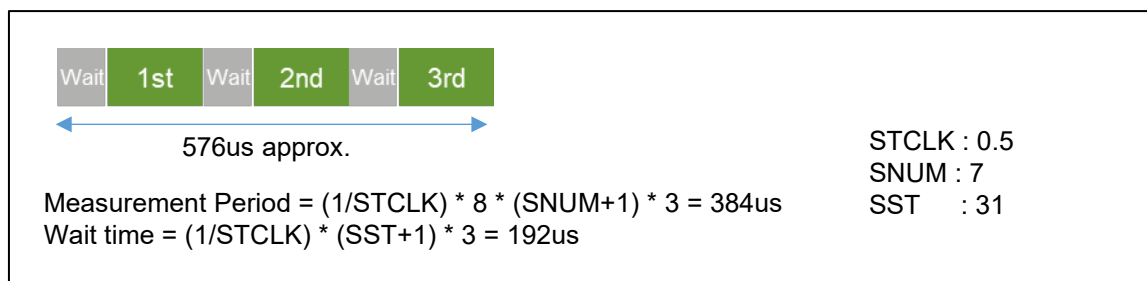 Wait 1st Wait 2nd Wait 3rd
576us approx.
STCLK : 0.5
SNUM : 7
SST : 31
Measurement Period = (1/STCLK) * 8 * (SNUM+1) * 3 = 384us
Wait time = (1/STCLK) * (SST+1) * 3 = 192us